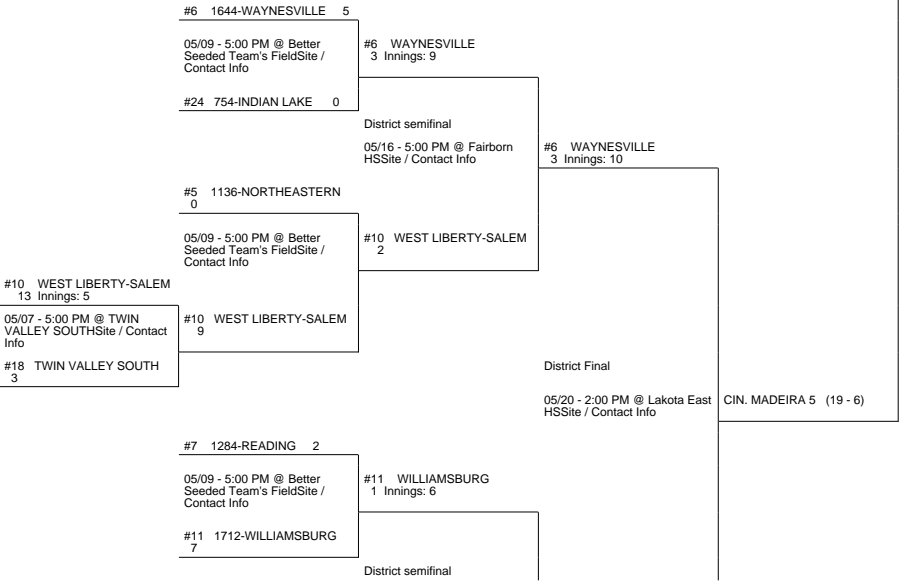 #6 1644-WAYNESVILLE 5
05/09 - 5:00 PM @ Better
Seeded Team's FieldSite /
Contact Info
#24 754-INDIAN LAKE 0
#6 WAYNESVILLE
3 Innings: 9
District semifinal
05/16 - 5:00 PM @ Fairborn
HSSite / Contact Info
#6 WAYNESVILLE
3 Innings: 10
#5 1136-NORTHEASTERN
0
05/09 - 5:00 PM @ Better
Seeded Team's FieldSite /
Contact Info
#10 WEST LIBERTY-SALEM
2
#10 WEST LIBERTY-SALEM
13 Innings: 5
05/07 - 5:00 PM @ TWIN
VALLEY SOUTHSite / Contact
Info
#18 TWIN VALLEY SOUTH
3
#10 WEST LIBERTY-SALEM
9
District Final
05/20 - 2:00 PM @ Lakota East
HSSite / Contact Info
CIN. MADEIRA 5 (19 - 6)
#7 1284-READING 2
05/09 - 5:00 PM @ Better
Seeded Team's FieldSite /
Contact Info
#11 1712-WILLIAMSBURG
7
#11 WILLIAMSBURG
1 Innings: 6
District semifinal